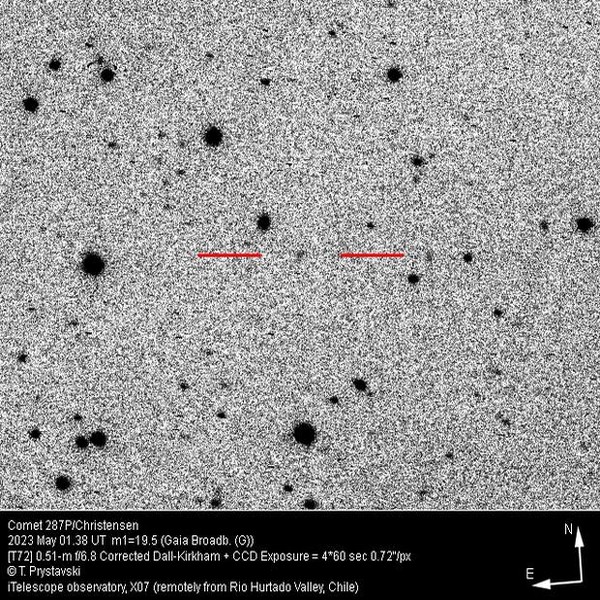 Comet 287P/Christensen
2023 May 01.38 UT m1=19.5 (Gaia Broadb. (G))
[T72] 0.51-m f/6.8 Corrected Dall-Kirkham + CCD Exposure = 4*60 sec 0.72"/px
© T. Prystavski
iTelescope observatory, X07 (remotely from Rio Hurtado Valley, Chile)
N
E